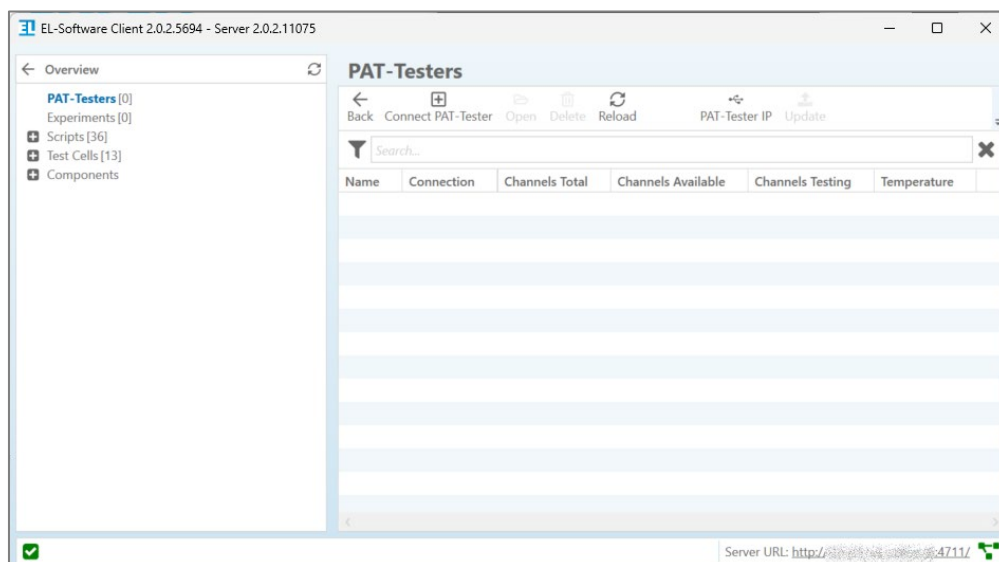 EL-Software Client 2.0.2.5694 - Server 2.0.2.11075
Overview
PAT-Testers [0]
Experiments [0]
Scripts [36]
Test Cells [13]
Components
PAT-Testers
Back Connect PAT-Tester Open Delete Reload PAT-Tester IP Update
Search...
Name Connection Channels Total Channels Available Channels Testing Temperature
Server URL: http:// :4711/